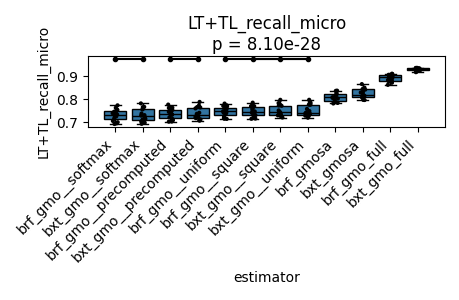 LT+TL_recall_micro
p = 8.10e-28
LT+TL_recall_micro
0.9
0.8
0.7
brf_gmo__softmax
bxt_gmo__softmax
brf_gmo__precomputed
bxt_gmo__precomputed
brf_gmo__uniform
brf_gmo__square
bxt_gmo__square
bxt_gmo__uniform
brf_gmosa
bxt_gmosa
brf_gmo_full
bxt_gmo_full
estimator